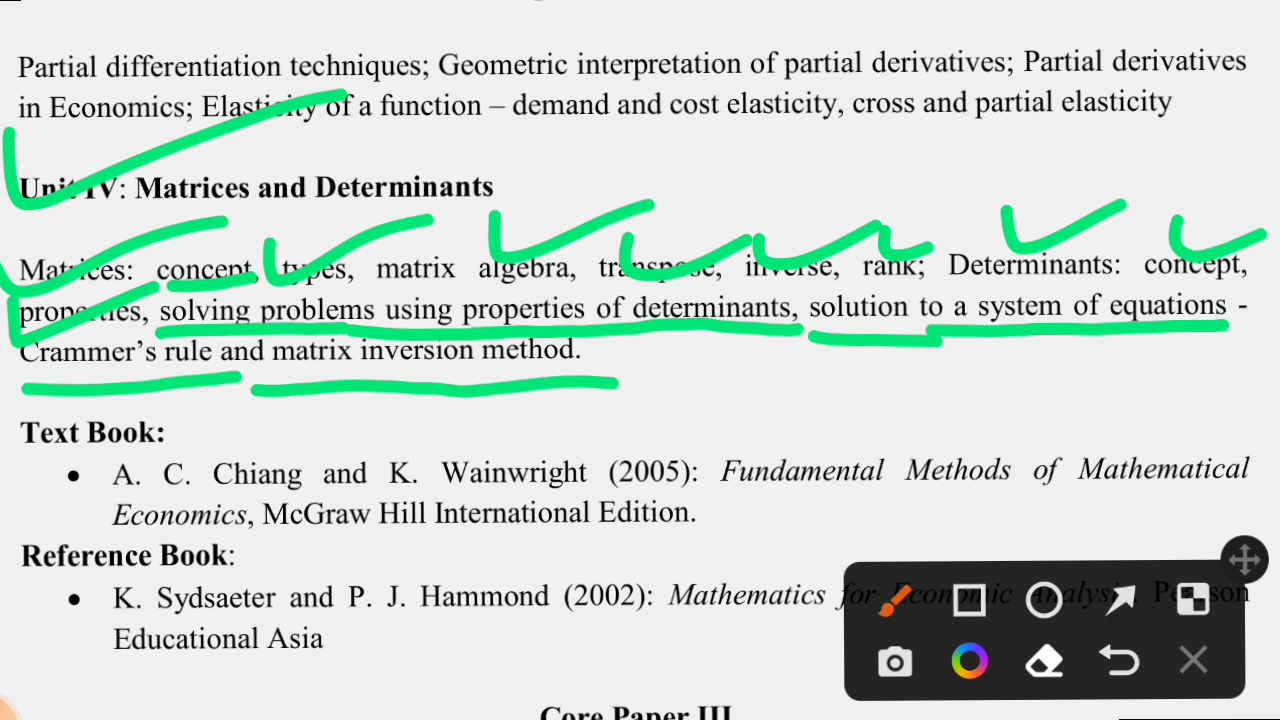 Partial differentiation techniques; Geometric interpretation of partial derivatives; Partial derivatives
in Economics; Elasticity of a function – demand and cost elasticity, cross and partial elasticity
Unit IV: Matrices and Determinants
Matrices: concept, types, matrix algebra, transpose, inverse, rank; Determinants: concept,
properties, solving problems using properties of determinants, solution to a system of equations -
Crammer’s rule and matrix inversion method.
Text Book:
• A. C. Chiang and K. Wainwright (2005): Fundamental Methods of Mathematical
Economics, McGraw Hill International Edition.
Reference Book:
• K. Sydsaeter and P. J. Hammond (2002): Mathematics for Economic Analysis. Pearson
Educational Asia
Core Paper III